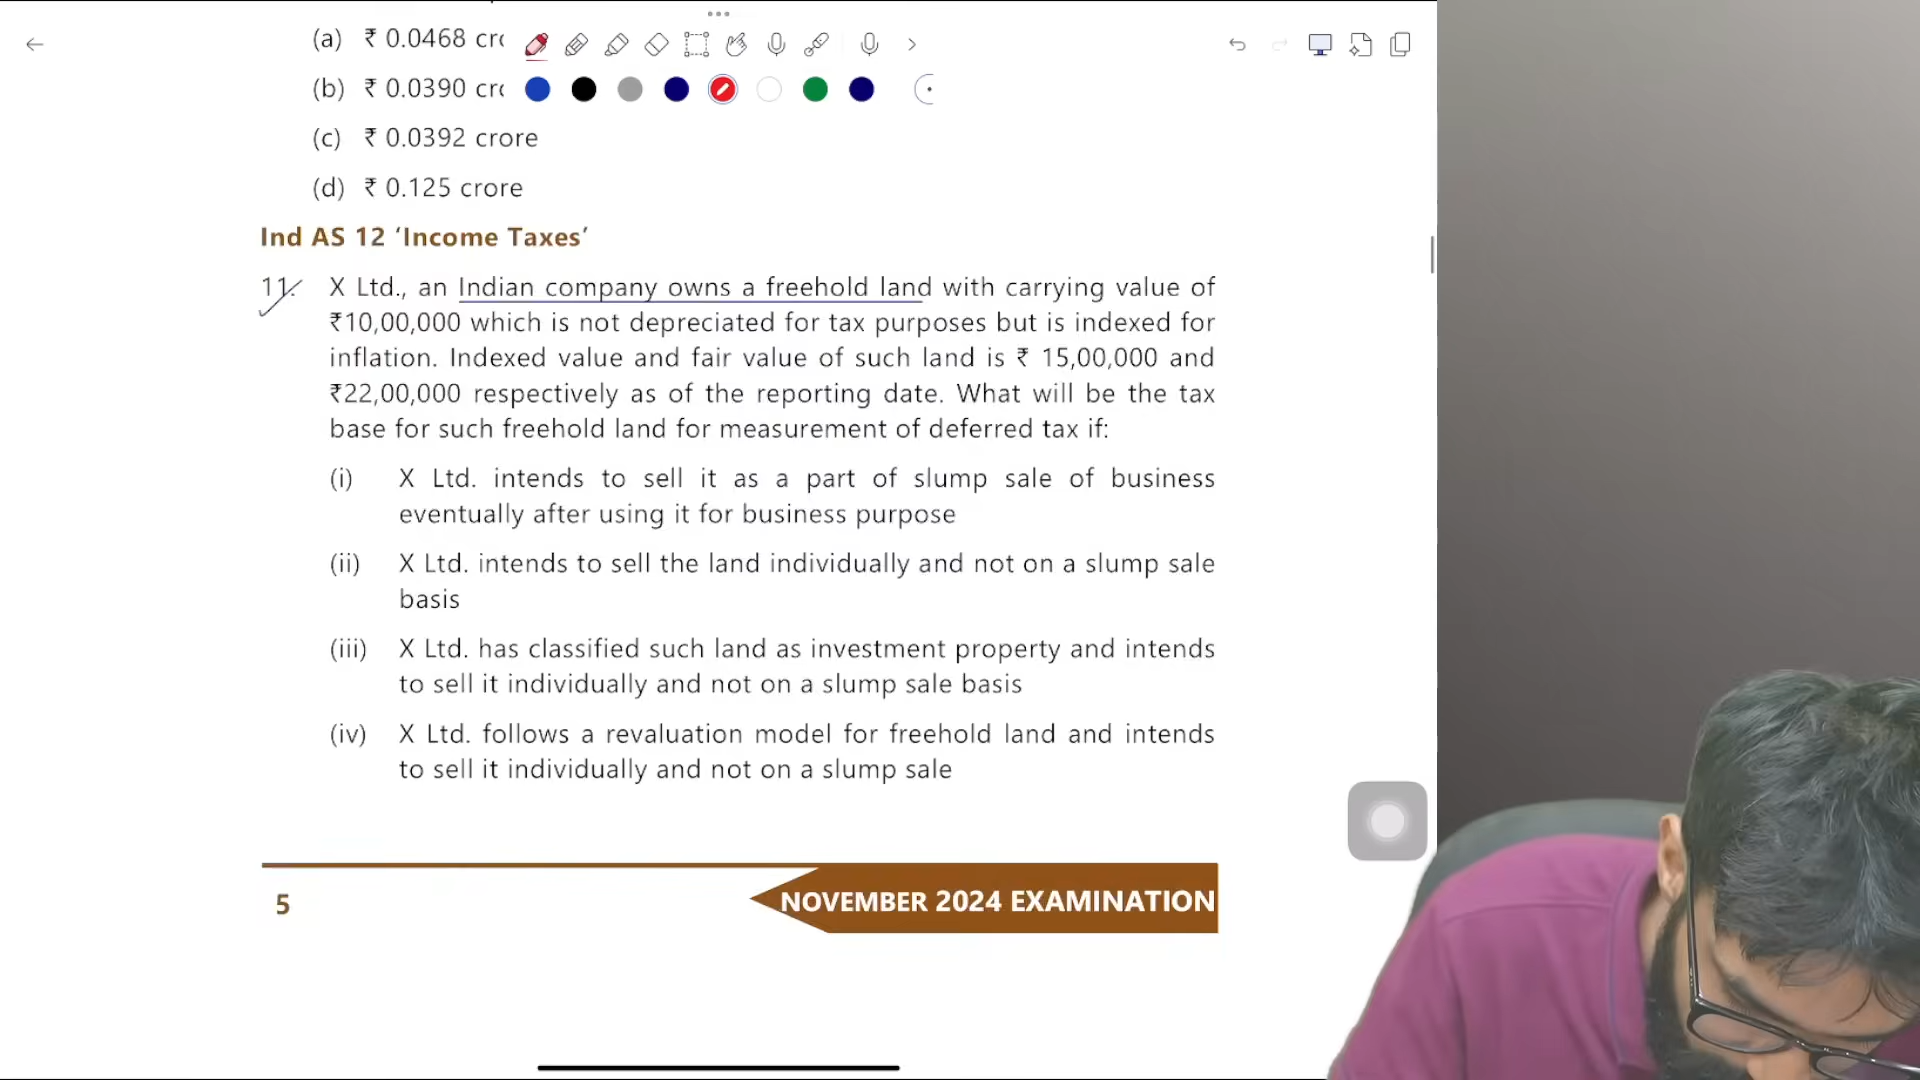 (a) ₹ 0.0468 cr
(b) ₹ 0.0390 cr
(c) ₹ 0.0392 crore
(d) ₹ 0.125 crore
Ind AS 12 ‘Income Taxes’
11. X Ltd., an Indian company owns a freehold land with carrying value of
₹10,00,000 which is not depreciated for tax purposes but is indexed for
inflation. Indexed value and fair value of such land is ₹ 15,00,000 and
₹22,00,000 respectively as of the reporting date. What will be the tax
base for such freehold land for measurement of deferred tax if:
(i) X Ltd. intends to sell it as a part of slump sale of business
eventually after using it for business purpose
(ii) X Ltd. intends to sell the land individually and not on a slump sale
basis
(iii) X Ltd. has classified such land as investment property and intends
to sell it individually and not on a slump sale basis
(iv) X Ltd. follows a revaluation model for freehold land and intends
to sell it individually and not on a slump sale
5
NOVEMBER 2024 EXAMINATION